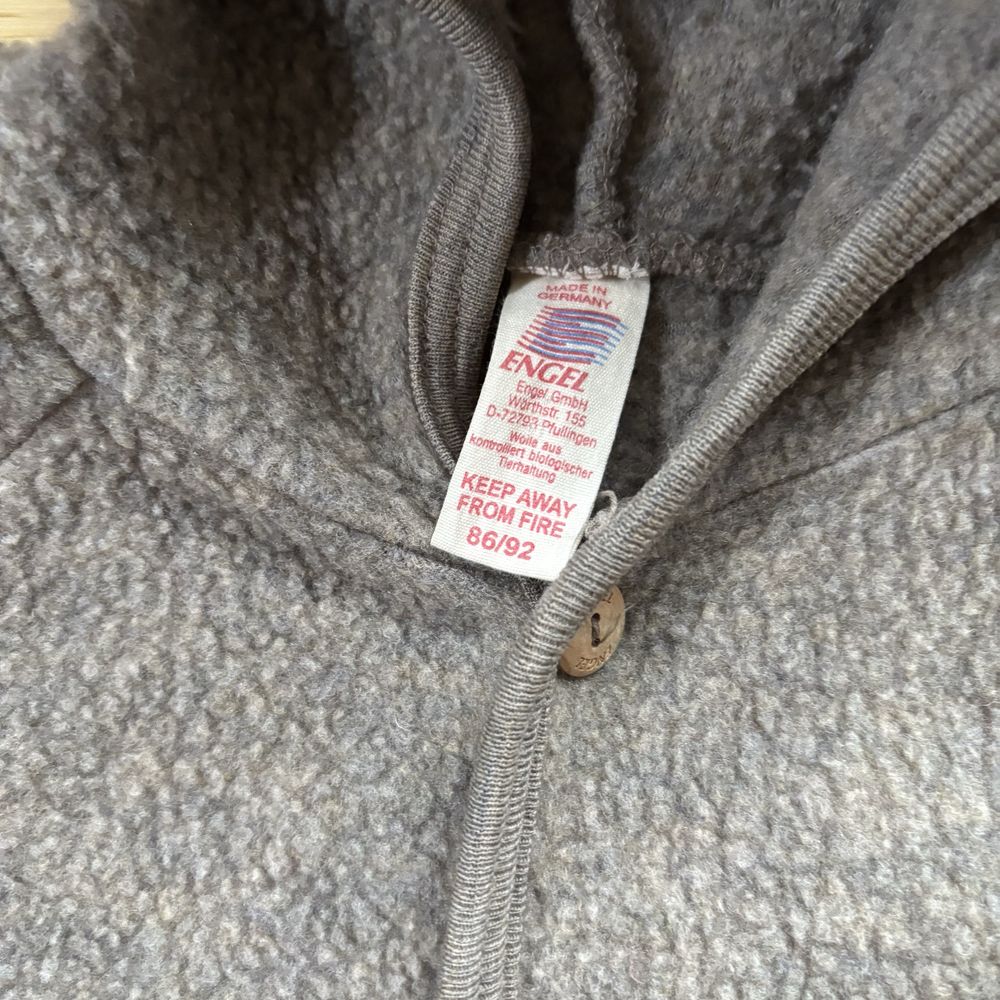 MADE IN
GERMANY
ENGEL
Engel GmbH
Wörthstr. 155
D-72793 Pfullingen
Wolle aus
kontrolliert biologischer
Tierhaltung
KEEP AWAY
FROM FIRE
86/92
ENGEL